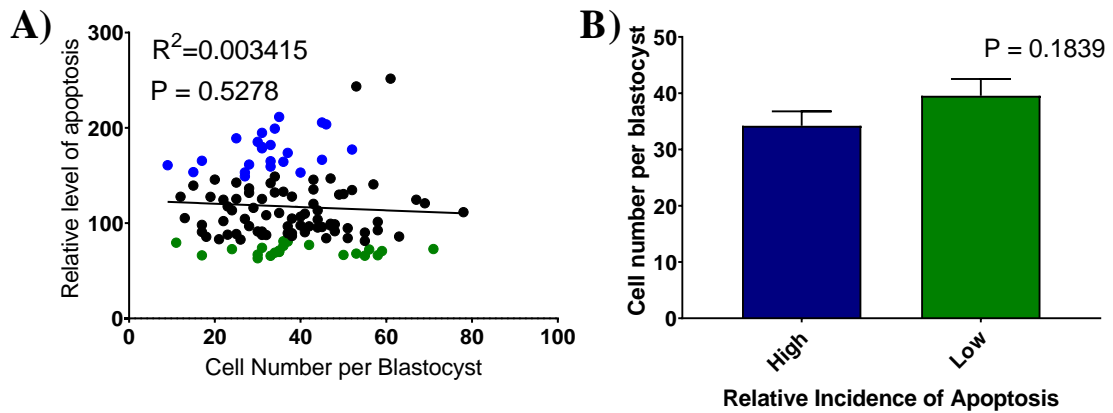 A)
R²=0.003415
P = 0.5278
Relative level of apoptosis
300
200
100
0
0 20 40 60 80 100
Cell Number per Blastocyst
B)
P = 0.1839
Cell number per blastocyst
50
40
30
20
10
0
High Low
Relative Incidence of Apoptosis